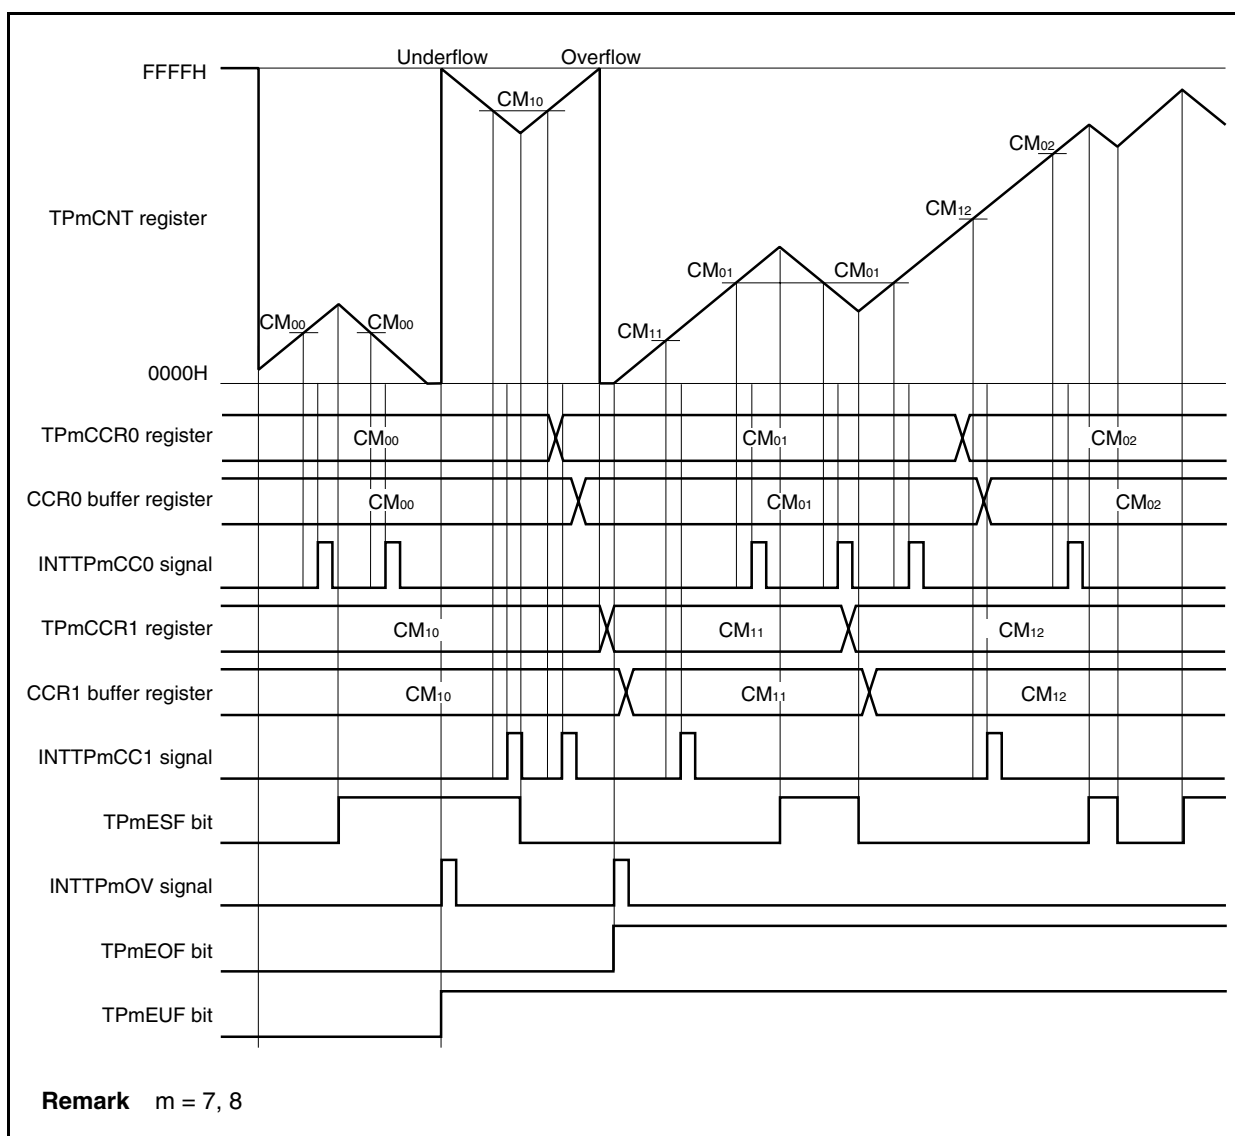 Underflow Overflow
FFFFH
CM10
CM02
TPmCNT register
CM12
CM01 CM01
CM00 CM00
CM11
0000H
TPmCCR0 register CM00 CM01 CM02
CCR0 buffer register CM00 CM01 CM02
INTTPmCC0 signal
TPmCCR1 register CM10 CM11 CM12
CCR1 buffer register CM10 CM11 CM12
INTTPmCC1 signal
TPmESF bit
INTTPmOV signal
TPmEOF bit
TPmEUF bit
Remark m = 7, 8